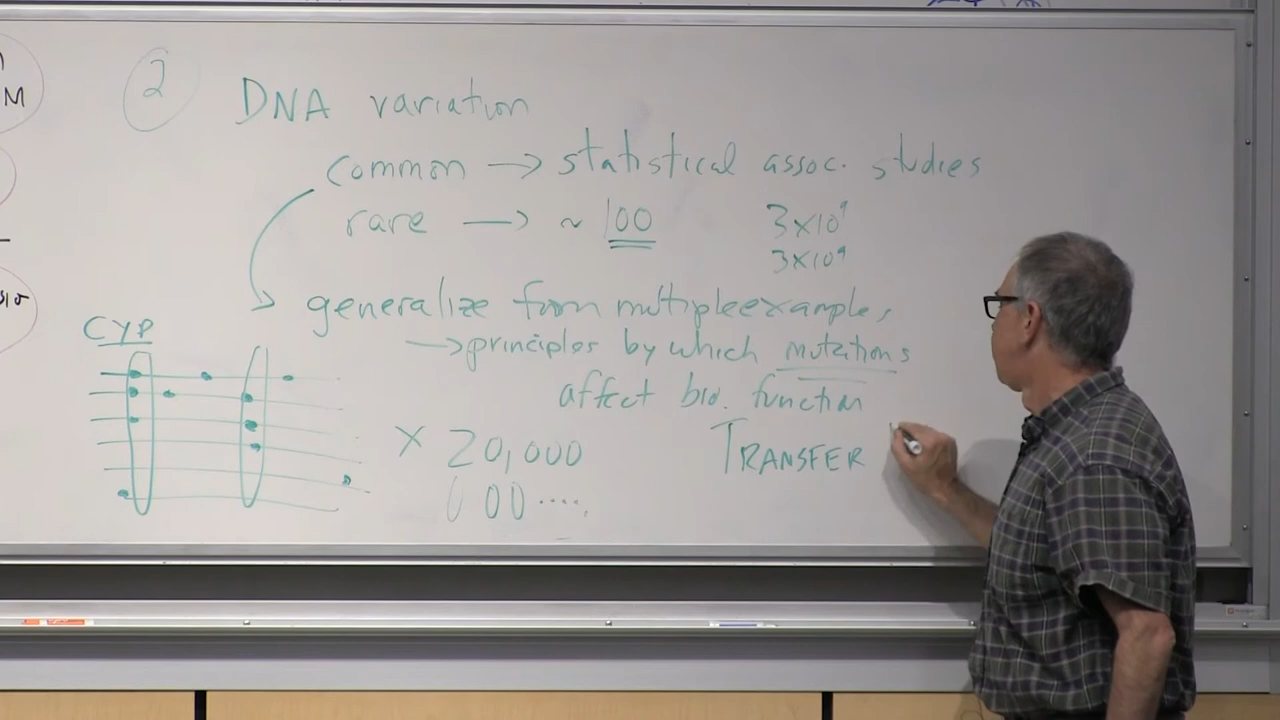 M
2
DNA variation
common → statistical assoc. studies
rare → ~ 100
3x10⁹
3x10⁹
generalize from multiple examples
→ principles by which mutations
affect bio. function
CYP
x 20,000
000....
TRANSFER